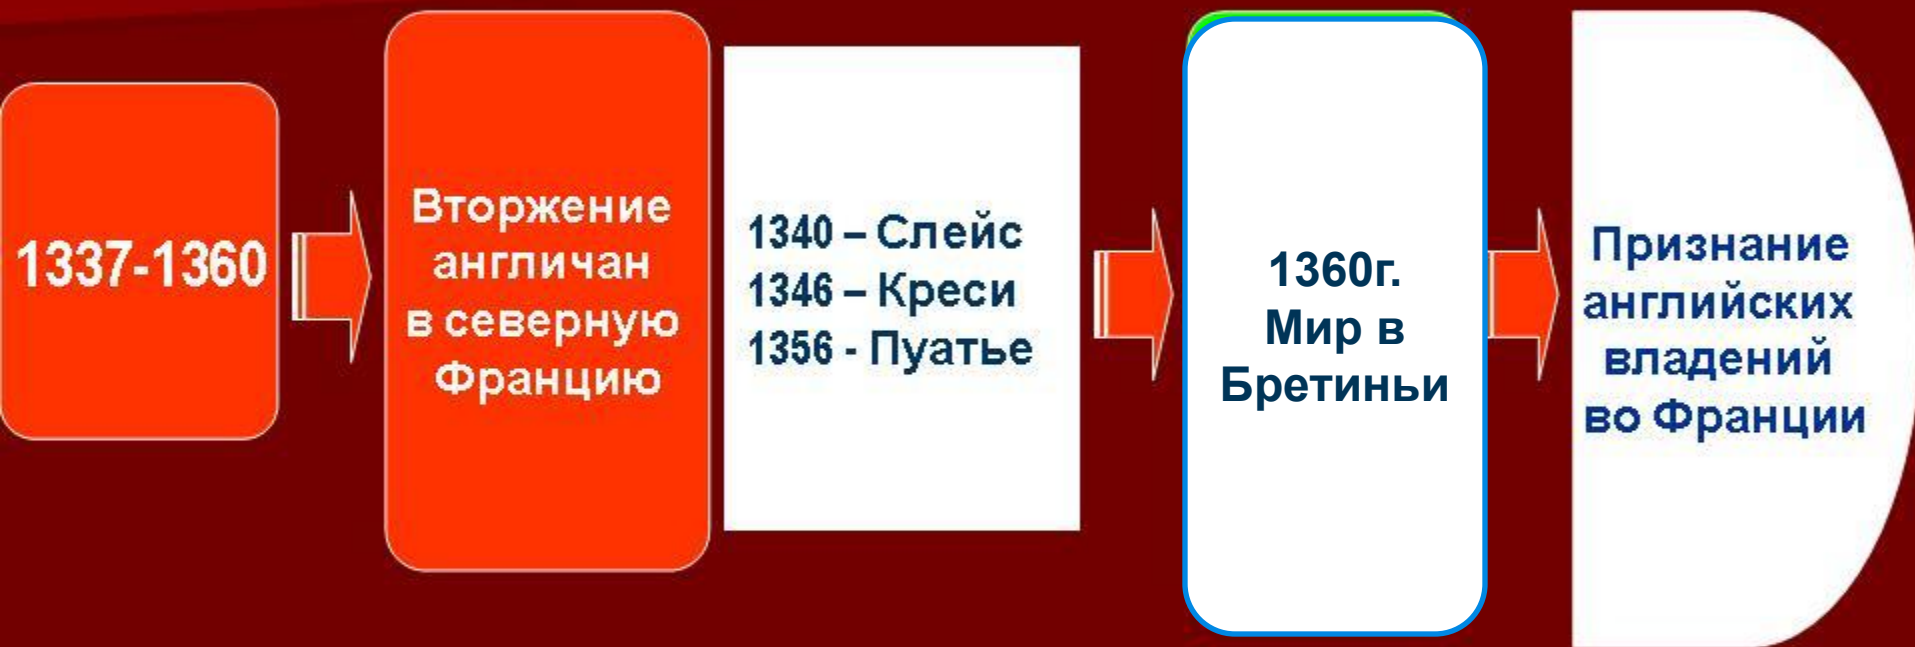 1337-1360
Вторжение
англичан
в северную
Францию
1340 – Слейс
1346 – Креси
1356 - Пуатье
1360г.
Мир в
Бретиньи
Признание
английских
владений
во Франции